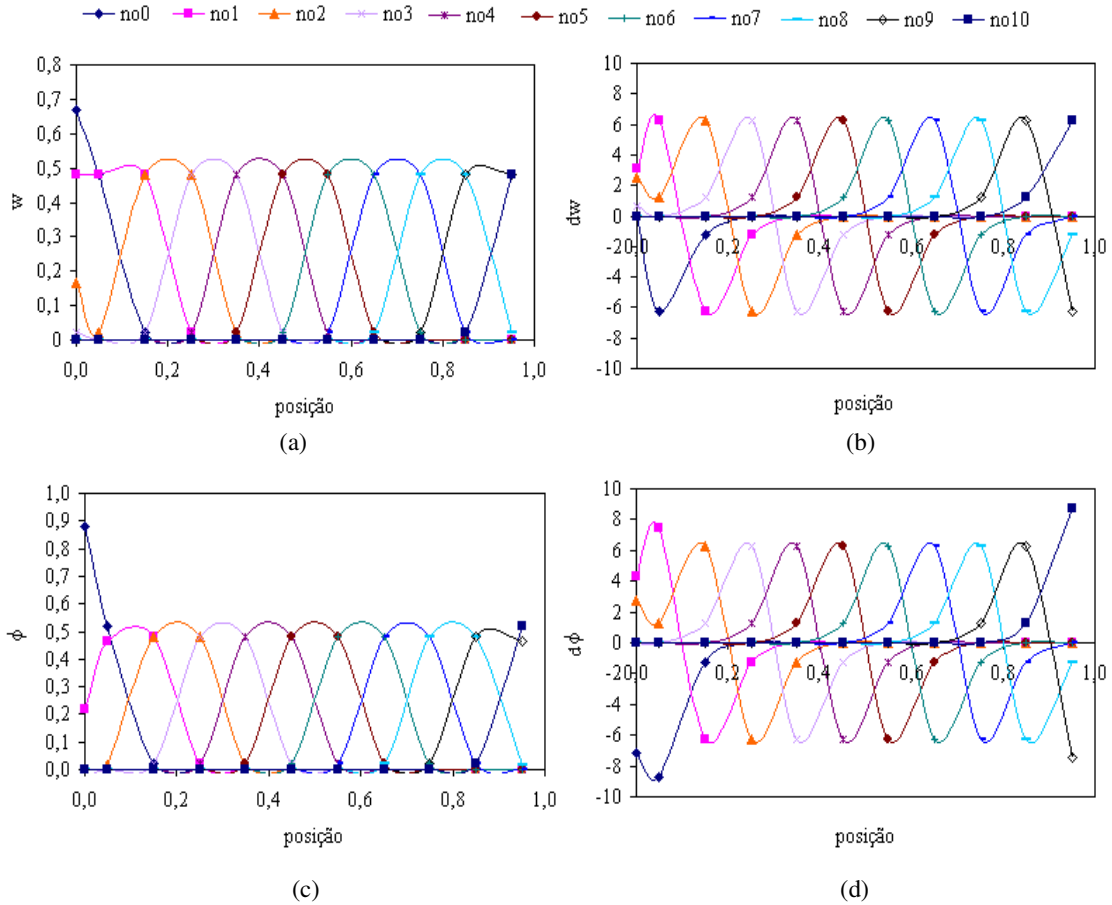 no0 no1 no2 no3 no4 no5 no6 no7 no8 no9 no10
0,8
0,7
0,6
0,5
0,4
0,3
0,2
0,1
0
w
0,0 0,2 0,4 0,6 0,8 1,0
posição
(a)
10
8
6
4
2
0
-2
-4
-6
-8
-10
dw
0,0 0,2 0,4 0,6 0,8 1,0
posição
(b)
1,0
0,9
0,8
0,7
0,6
0,5
0,4
0,3
0,2
0,1
0,0
ϕ
0,0 0,2 0,4 0,6 0,8 1,0
posição
(c)
10
8
6
4
2
0
-2
-4
-6
-8
-10
dϕ
0,0 0,2 0,4 0,6 0,8 1,0
posição
(d)